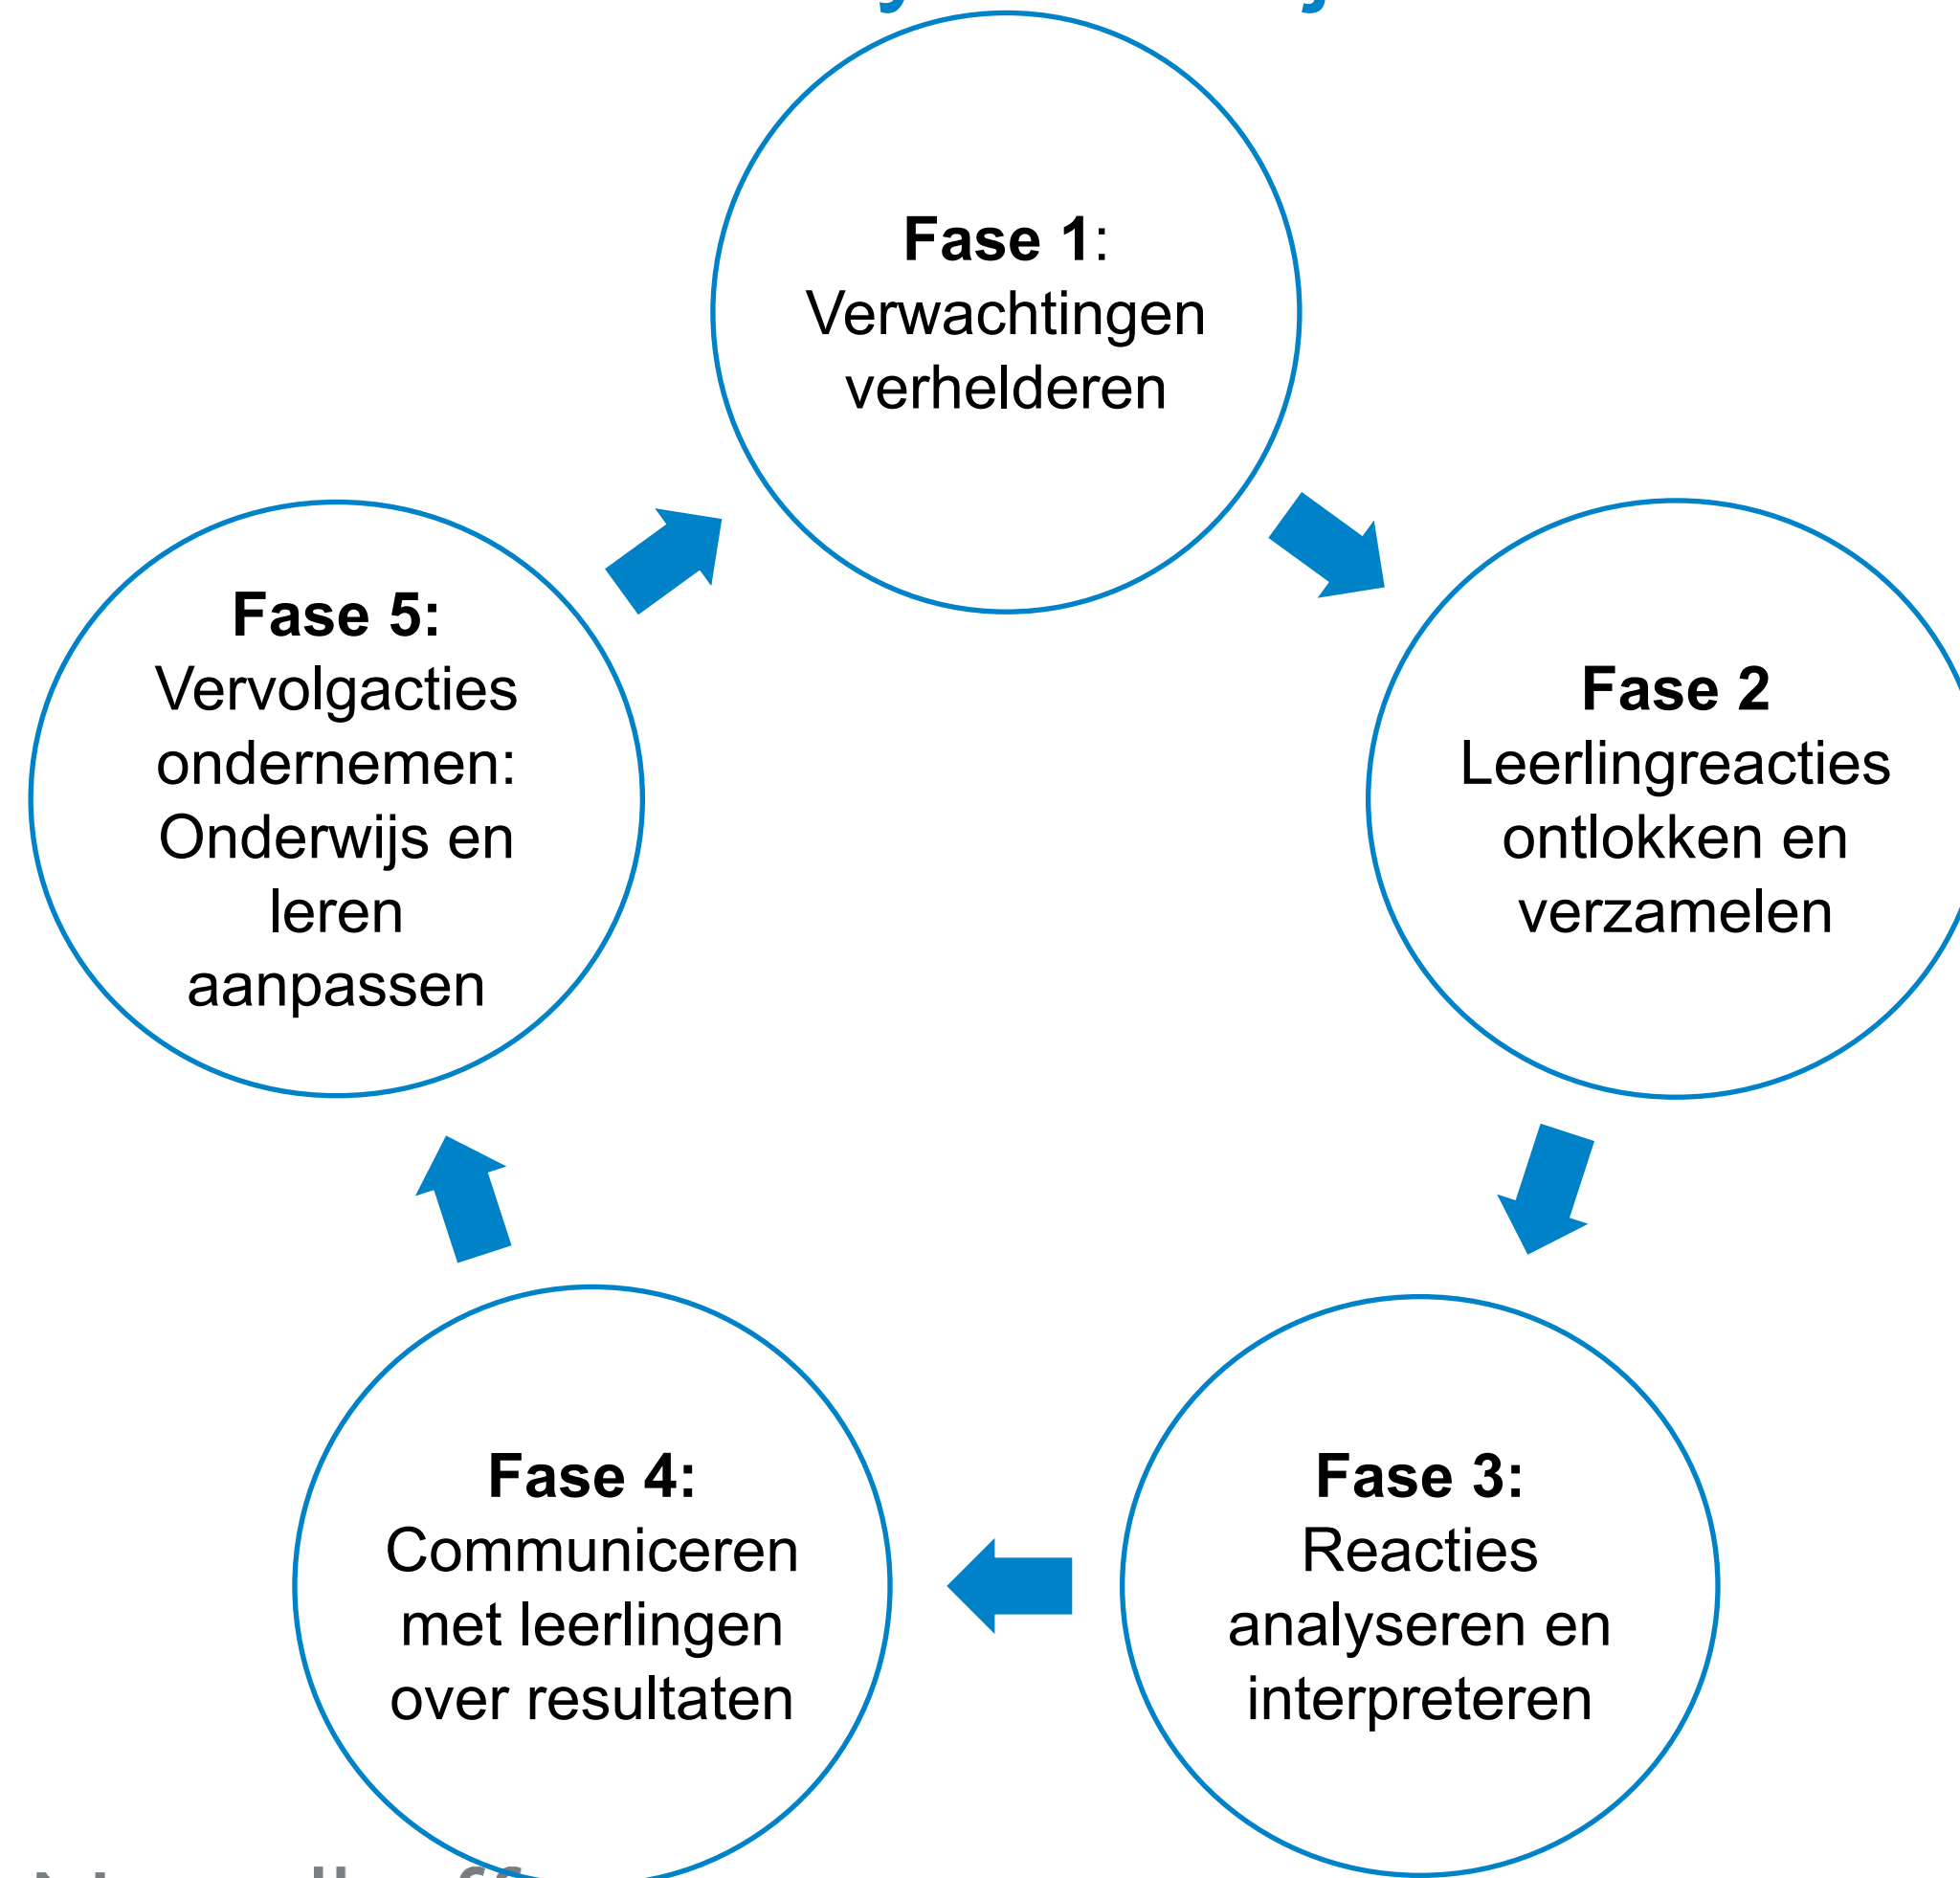 Fase 1:
Verwachtingen
verhelderen
Fase 2
Leerlingreacties
ontlokken en
verzamelen
Fase 3:
Reacties
analyseren en
interpreteren
Fase 4:
Communiceren
met leerlingen
over resultaten
Fase 5:
Vervolgacties
ondernemen:
Onderwijs en
leren
aanpassen